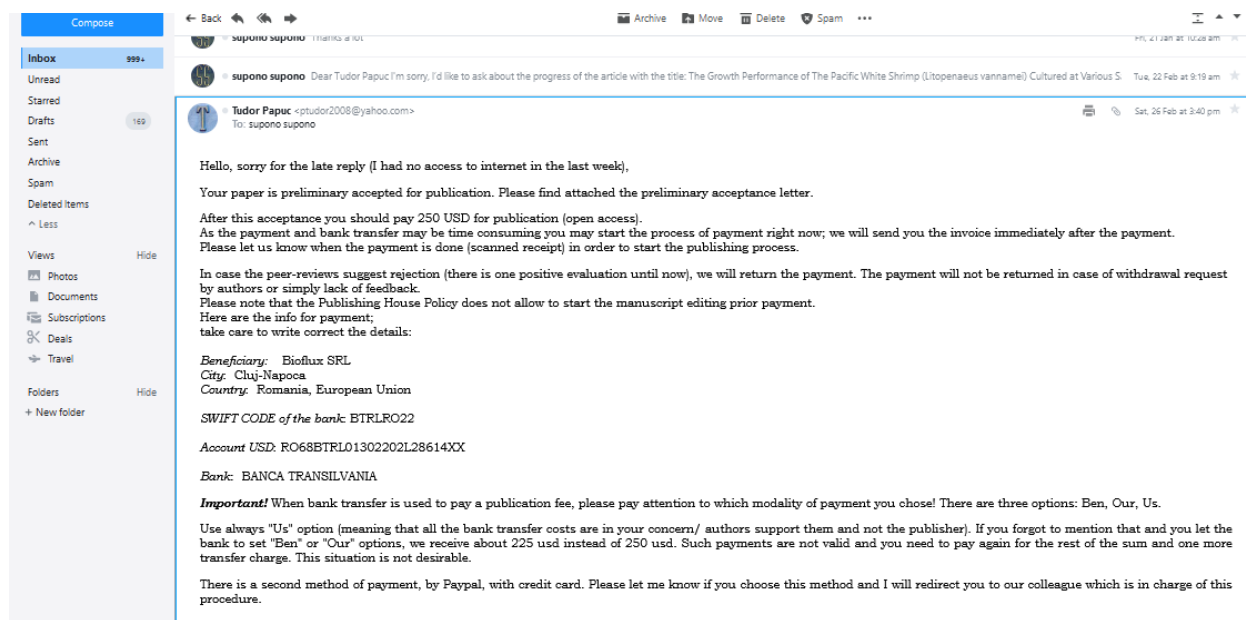 Compose
Back
Archive
Move
Delete
Spam
supono supono Thanks a lot
Fri, 21 Jan at 10:28 am
Inbox 999+
Unread
Starred
Drafts 169
Sent
Archive
Spam
Deleted Items
Less
Views Hide
Photos
Documents
Subscriptions
Deals
Travel
Folders Hide
+ New folder
supono supono Dear Tudor Papuc I'm sorry, I'd like to ask about the progress of the article with the title: The Growth Performance of The Pacific White Shrimp (Litopenaeus vannamei) Cultured at Various S. Tue, 22 Feb at 9:19 am
Tudor Papuc <ptudor2008@yahoo.com>
Sat, 26 Feb at 3:40 pm
To: supono supono
Hello, sorry for the late reply (I had no access to internet in the last week),
Your paper is preliminary accepted for publication. Please find attached the preliminary acceptance letter.
After this acceptance you should pay 250 USD for publication (open access).
As the payment and bank transfer may be time consuming you may start the process of payment right now; we will send you the invoice immediately after the payment.
Please let us know when the payment is done (scanned receipt) in order to start the publishing process.
In case the peer-reviews suggest rejection (there is one positive evaluation until now), we will return the payment. The payment will not be returned in case of withdrawal request
by authors or simply lack of feedback.
Please note that the Publishing House Policy does not allow to start the manuscript editing prior payment.
Here are the info for payment;
take care to write correct the details:
Beneficiary: Bioflux SRL
City: Cluj-Napoca
Country: Romania, European Union
SWIFT CODE of the bank: BTRLRO22
Account USD: RO68BTRL01302202L28614XX
Bank: BANCA TRANSILVANIA
Important! When bank transfer is used to pay a publication fee, please pay attention to which modality of payment you chose! There are three options: Ben, Our, Us.
Use always "Us" option (meaning that all the bank transfer costs are in your concern/ authors support them and not the publisher). If you forgot to mention that and you let the
bank to set "Ben" or "Our" options, we receive about 225 usd instead of 250 usd. Such payments are not valid and you need to pay again for the rest of the sum and one more
transfer charge. This situation is not desirable.
There is a second method of payment, by Paypal, with credit card. Please let me know if you choose this method and I will redirect you to our colleague which is in charge of this
procedure.